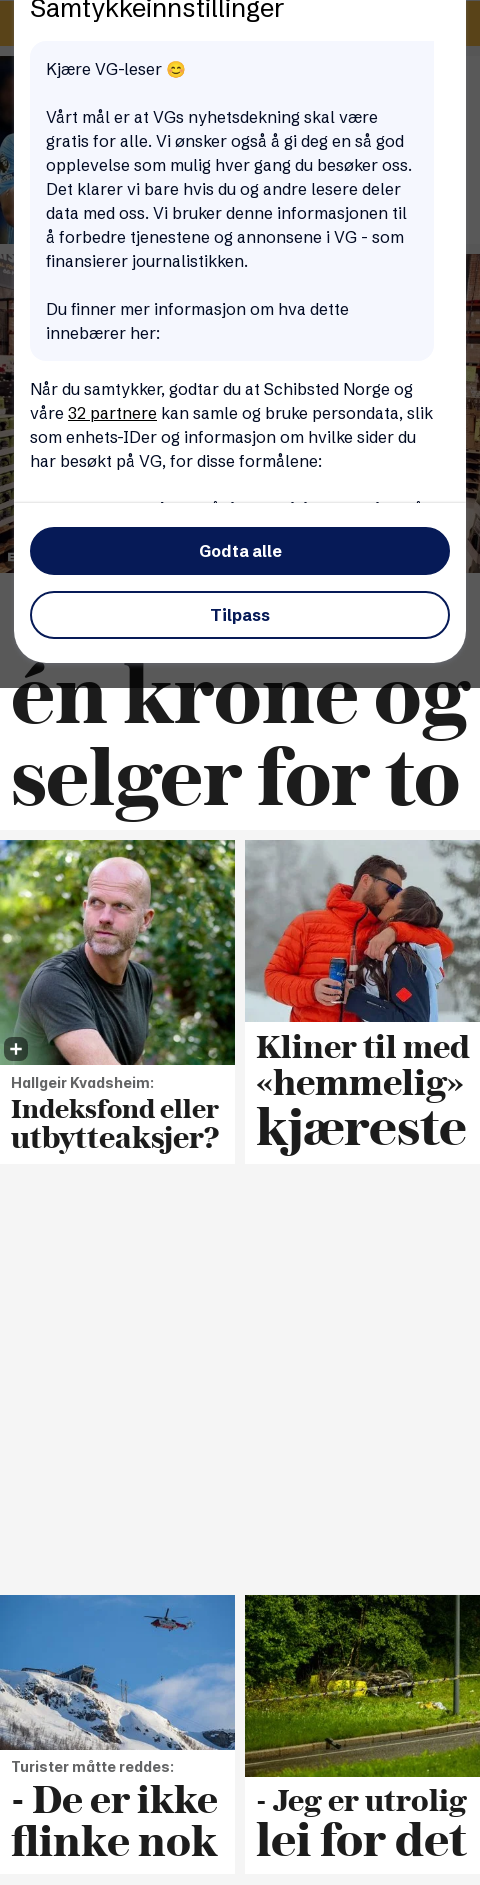 Samtykkeinnstillinger
Kjære VG-leser 😊
Vårt mål er at VGs nyhetsdekning skal være
gratis for alle. Vi ønsker også å gi deg en så god
opplevelse som mulig hver gang du besøker oss.
Det klarer vi bare hvis du og andre lesere deler
data med oss. Vi bruker denne informasjonen til
å forbedre tjenestene og annonsene i VG - som
finansierer journalistikken.
Du finner mer informasjon om hva dette
innebærer her:
Når du samtykker, godtar du at Schibsted Norge og
våre 32 partnere kan samle og bruke persondata, slik
som enhets-IDer og informasjon om hvilke sider du
har besøkt på VG, for disse formålene:
Godta alle
Tilpass
én krone og
selger for to
Hallgeir Kvadsheim:
Indeksfond eller
utbytteaksjer?
Kliner til med
«hemmelig»
kjæreste
Turister måtte reddes:
- De er ikke
flinke nok
- Jeg er utrolig
lei for det